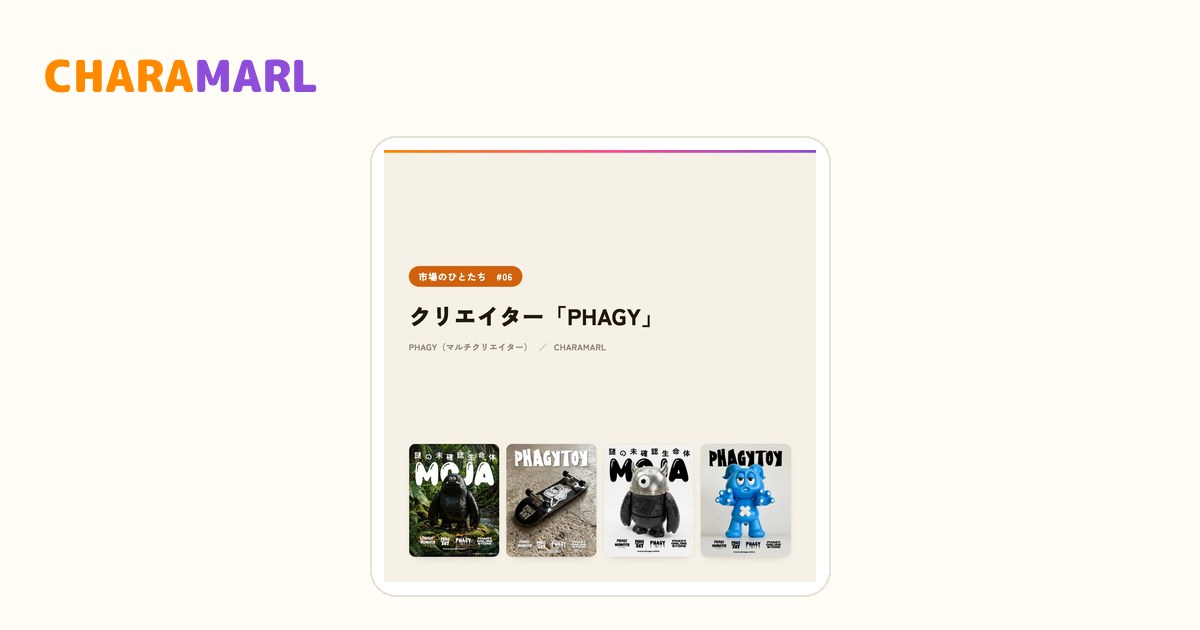 CHARAMARL
市場のひとたち #06
クリエイター「PHAGY」
PHAGY（マルチクリエイター） ／ CHARAMARL
謎の未確認生命体
MOJA
PHAGYTOY
謎の未確認生命体
MOJA
PHAGYTOY